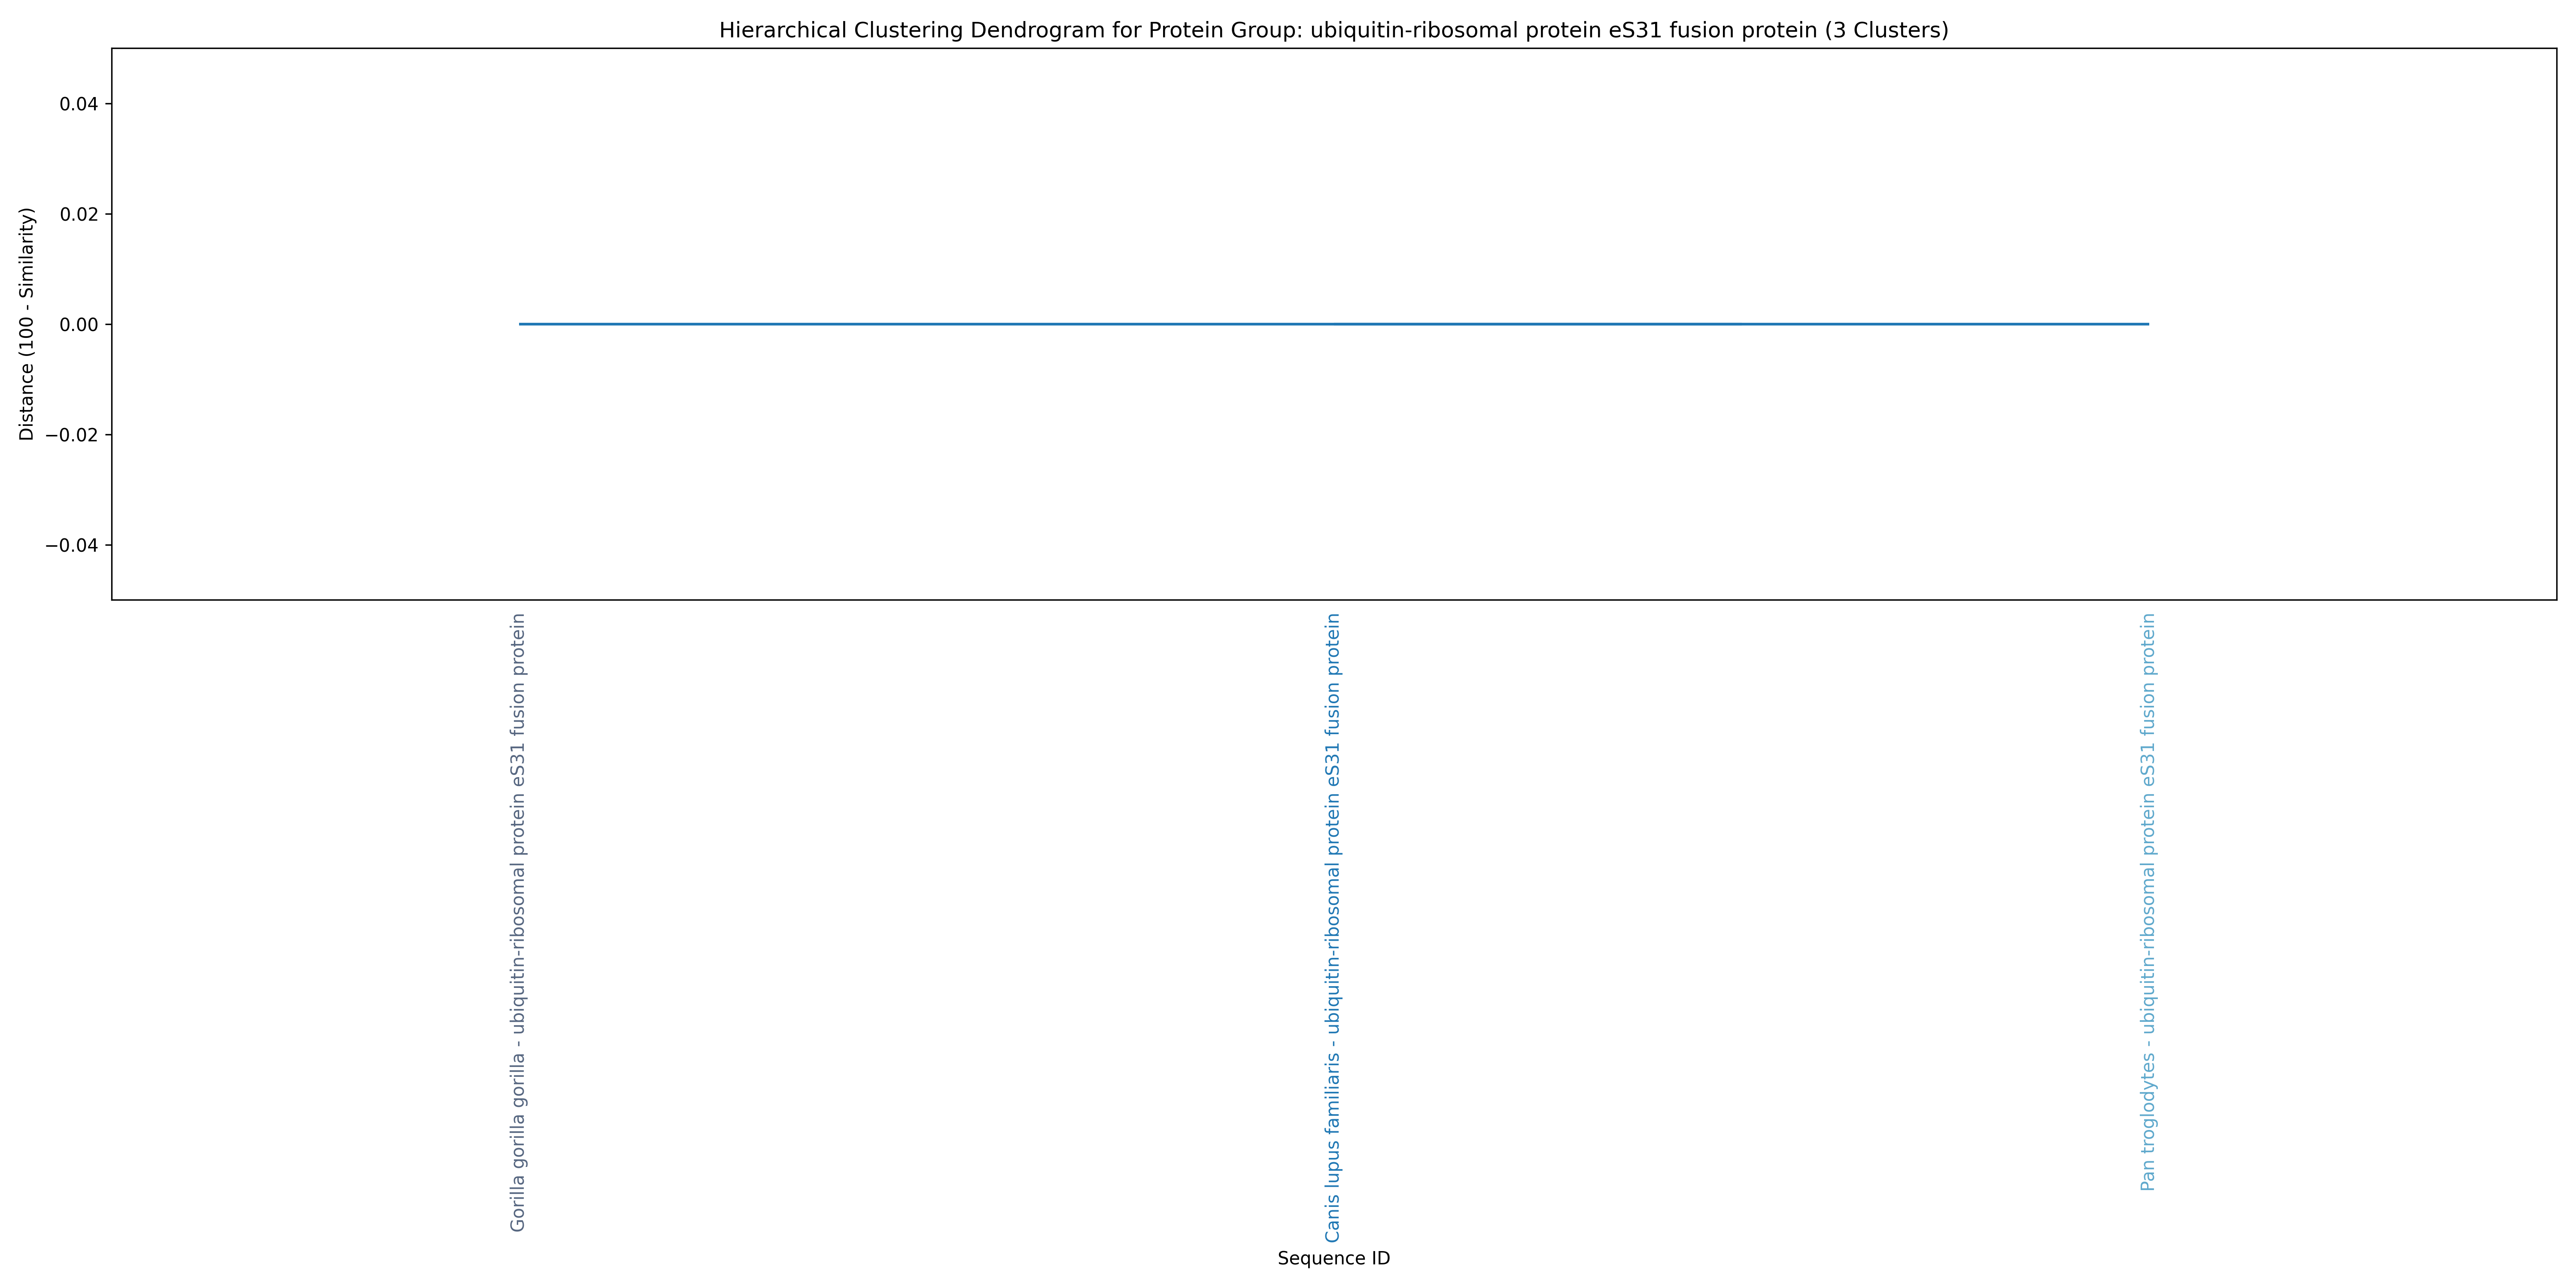 Hierarchical Clustering Dendrogram for Protein Group: ubiquitin-ribosomal protein eS31 fusion protein (3 Clusters)
Distance (100 - Similarity)
0.04
0.02
0.00
−0.02
−0.04
Gorilla gorilla gorilla - ubiquitin-ribosomal protein eS31 fusion protein
Canis lupus familiaris - ubiquitin-ribosomal protein eS31 fusion protein
Pan troglodytes - ubiquitin-ribosomal protein eS31 fusion protein
Sequence ID